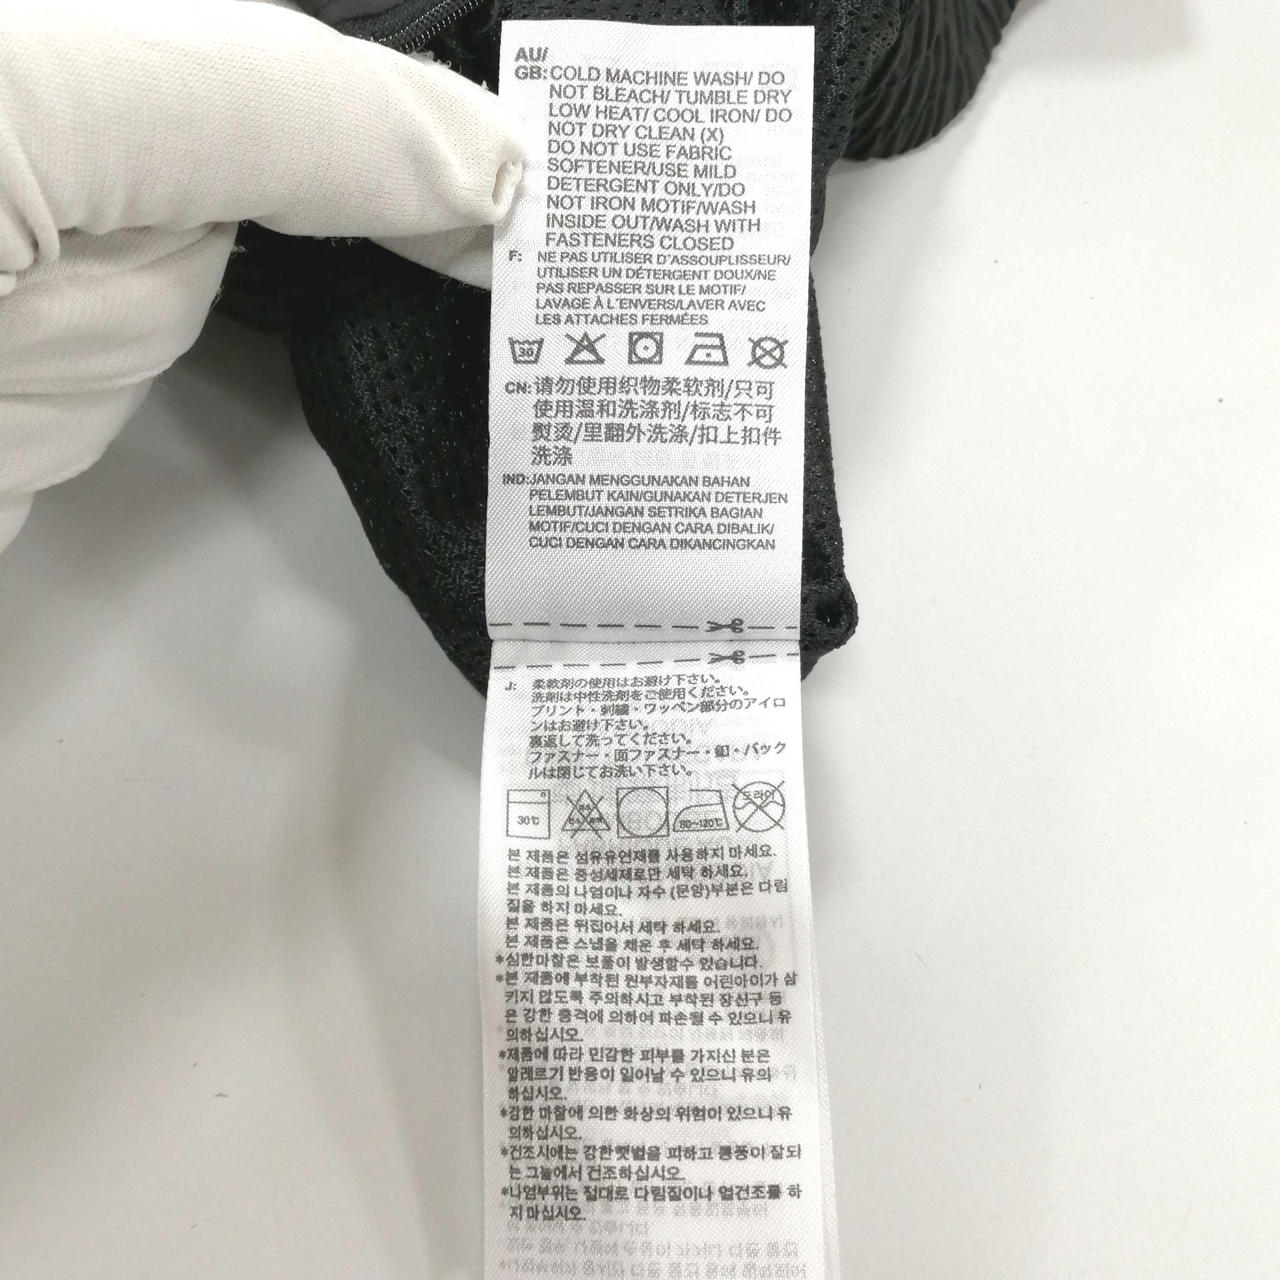 AU/
GB: COLD MACHINE WASH/ DO
NOT BLEACH/ TUMBLE DRY
LOW HEAT/ COOL IRON/ DO
NOT DRY CLEAN (X)
DO NOT USE FABRIC
SOFTENER/USE MILD
DETERGENT ONLY/DO
NOT IRON MOTIF/WASH
INSIDE OUT/WASH WITH
FASTENERS CLOSED
F: NE PAS UTILISER D'ASSOUPLISSEUR/
UTILISER UN DÉTERGENT DOUX/NE
PAS REPASSER SUR LE MOTIF/
LAVAGE À L'ENVERS/LAVER AVEC
LES ATTACHES FERMÉES
30
CN: 请勿使用织物柔软剂/只可
使用温和洗涤剂/标志不可
熨烫/里翻外洗涤/扣上扣件
洗涤
IND: JANGAN MENGGUNAKAN BAHAN
PELEMBUT KAIN/GUNAKAN DETERJEN
LEMBUT/JANGAN SETRIKA BAGIAN
MOTIF/CUCI DENGAN CARA DIBALIK/
CUCI DENGAN CARA DIKANCINGKAN
J: 柔軟剤の使用はお避け下さい。
洗剤は中性洗剤をご使用ください。
プリント・刺繍・ワッペン部分のアイロ
ンはお避け下さい。
裏返して洗ってください。
ファスナー・面ファスナー・釦・バック
ルは閉じてお洗い下さい。
30℃ 80~120℃ 드라이
본 제품은 섬유유연제를 사용하지 마세요.
본 제품은 중성세제로만 세탁 하세요.
본 제품의 나염이나 자수 (문양)부분은 다림
질을 하지 마세요.
본 제품은 뒤집어서 세탁 하세요.
본 제품은 스냅을 채운 후 세탁 하세요.
*심한마찰은 보풀이 발생할수 있습니다.
*본 제품에 부착된 원부자재를 어린아이가 삼
키지 않도록 주의하시고 부착된 장신구 등
은 강한 충격에 의하여 파손될 수 있으니 유
의하십시오.
*제품에 따라 민감한 피부를 가지신 분은
알레르기 반응이 일어날 수 있으니 유의
하십시오.
*강한 마찰에 의한 화상의 위험이 있으니 유
의하십시오.
*건조시에는 강한햇볕을 피하고 통풍이 잘되
는 그늘에서 건조하십시오.
*나염부위는 절대로 다림질이나 열건조를 하
지 마십시오.